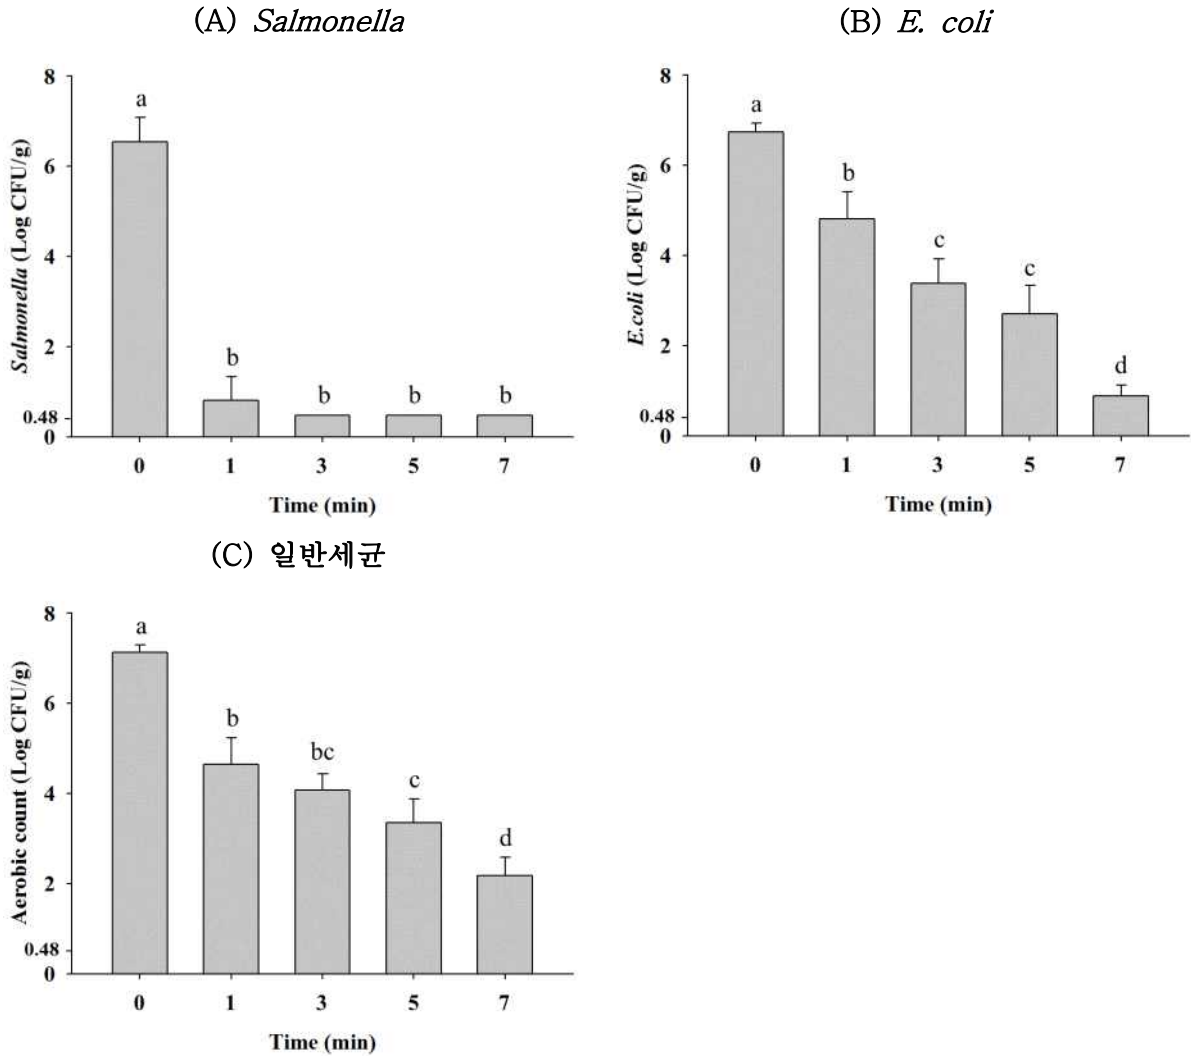 (A) Salmonella
8
6
4
2
0.48
0
Salmonella (Log CFU/g)
a
b
b
b
b
0
1
3
5
7
Time (min)
(B) E. coli
8
6
4
2
0.48
0
E.coli (Log CFU/g)
a
b
c
c
d
0
1
3
5
7
Time (min)
(C) 일반세균
8
6
4
2
0.48
0
Aerobic count (Log CFU/g)
a
b
bc
c
d
0
1
3
5
7
Time (min)